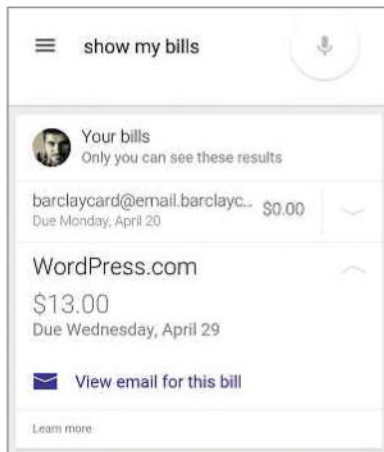 show my bills
Your bills
Only you can see these results
barclaycard@email.barclayc... $0.00
Due Monday, April 20
WordPress.com
$13.00
Due Wednesday, April 29
View email for this bill
Learn more